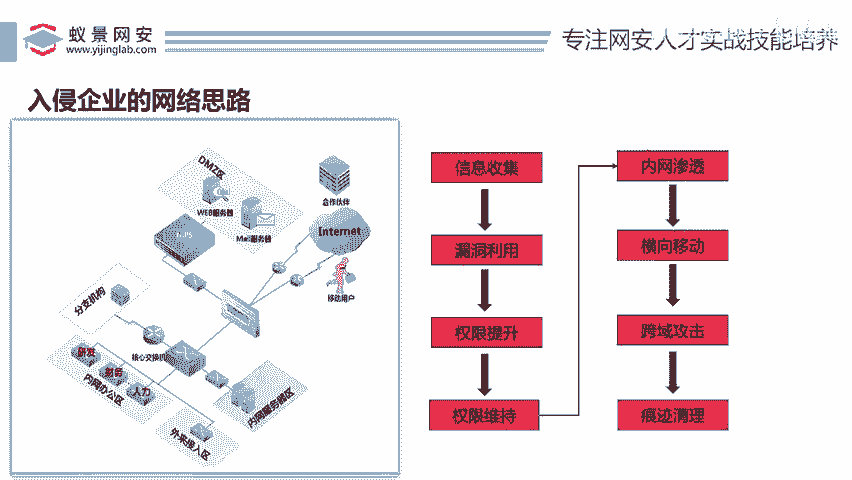 蚁景网安
www.yijinglab.com
专注网安人才实战技能培养
入侵企业的网络思路
DMZ区
WEB服务器
Mail服务器
NIPS
合作伙伴
Internet
移动用户
分支机构
核心交换机
研发
财务
人力
内网办公区
内网服务器区
外来接入区
信息收集
漏洞利用
权限提升
权限维持
内网渗透
横向移动
跨域攻击
痕迹清理